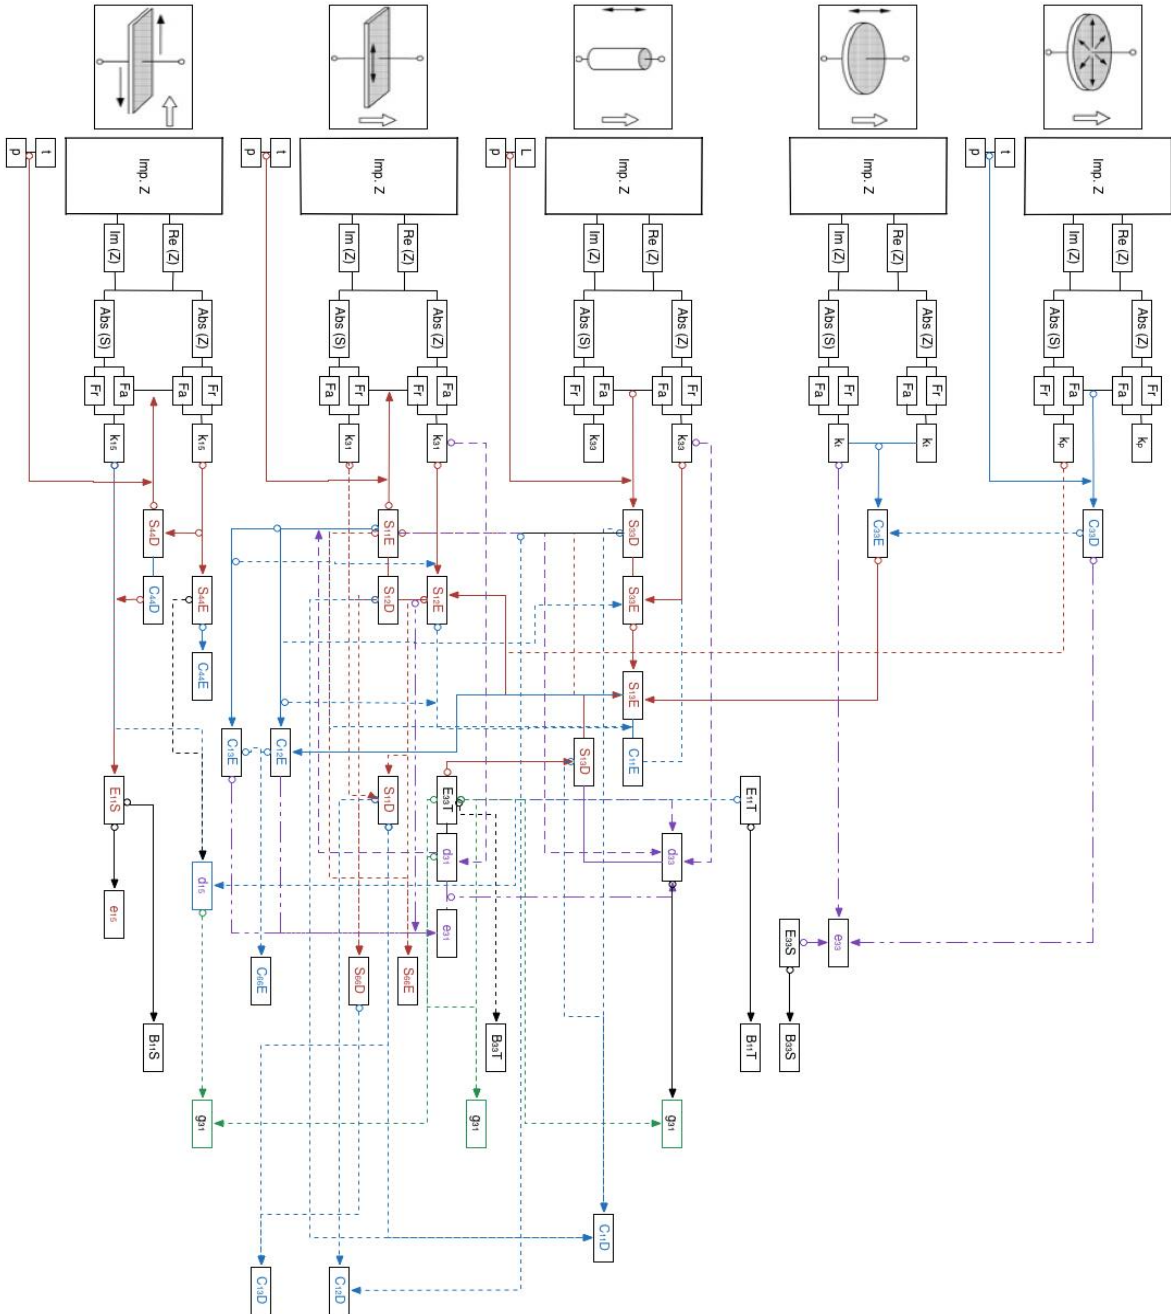 t
p
Imp. Z
Re (Z)
Im (Z)
Abs (Z)
Abs (S)
Fr
Fa
Fa
Fr
kp
kp
C33D
Imp. Z
Re (Z)
Im (Z)
Abs (Z)
Abs (S)
Fr
Fa
Fa
Fr
kt
kt
C33E
e33
E33S
B33S
E11T
B11T
L
p
Imp. Z
Re (Z)
Im (Z)
Abs (Z)
Abs (S)
Fr
Fa
Fa
Fr
k33
k33
S33D
S33E
S13E
C11E
S13D
d33
g31
C11D
t
p
Imp. Z
Re (Z)
Im (Z)
Abs (Z)
Abs (S)
Fa
Fr
Fr
Fa
k31
k31
S11E
S12D
S12E
S11D
E33T
d31
e31
B33T
g31
S66E
S66D
C12E
C13E
C66E
C12D
C13D
t
p
Imp. Z
Re (Z)
Im (Z)
Abs (Z)
Abs (S)
Fr
Fa
Fa
Fr
k15
k15
S44D
C44D
S44E
C44E
E11S
e15
B11S
d15
g31